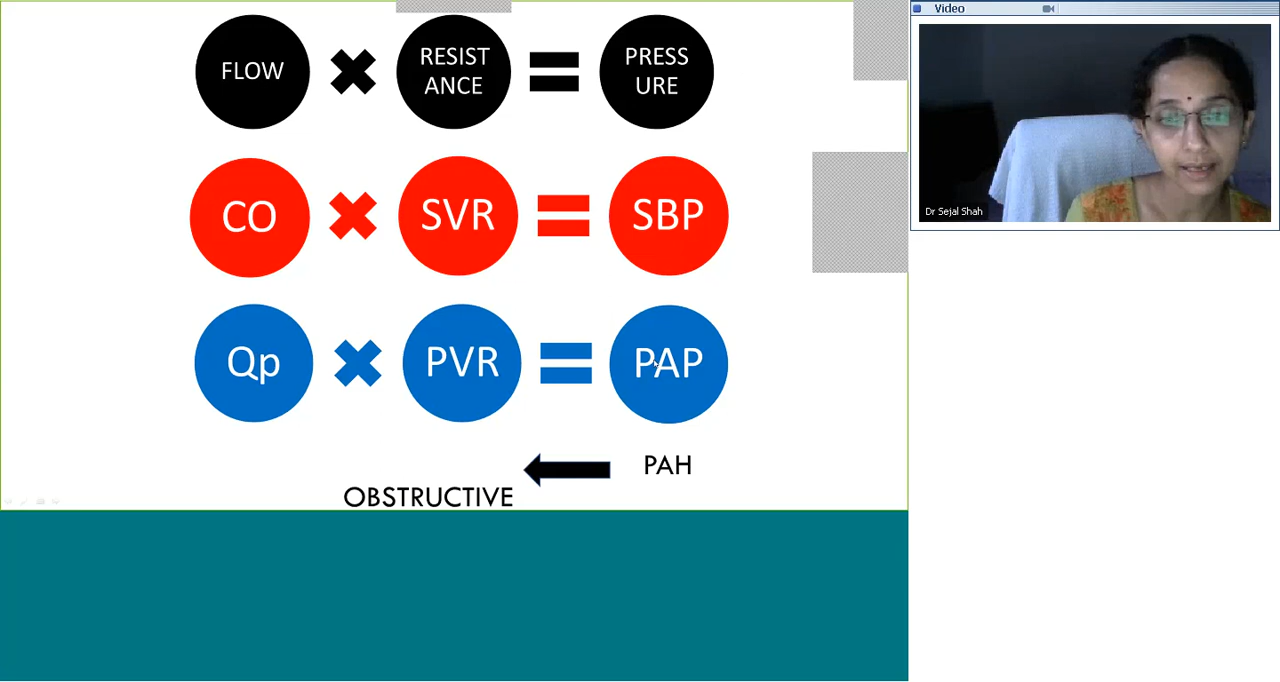 Video
FLOW
RESIST
ANCE
PRESS
URE
CO
SVR
SBP
Dr Sejal Shah
Qp
PVR
PAP
PAH
OBSTRUCTIVE